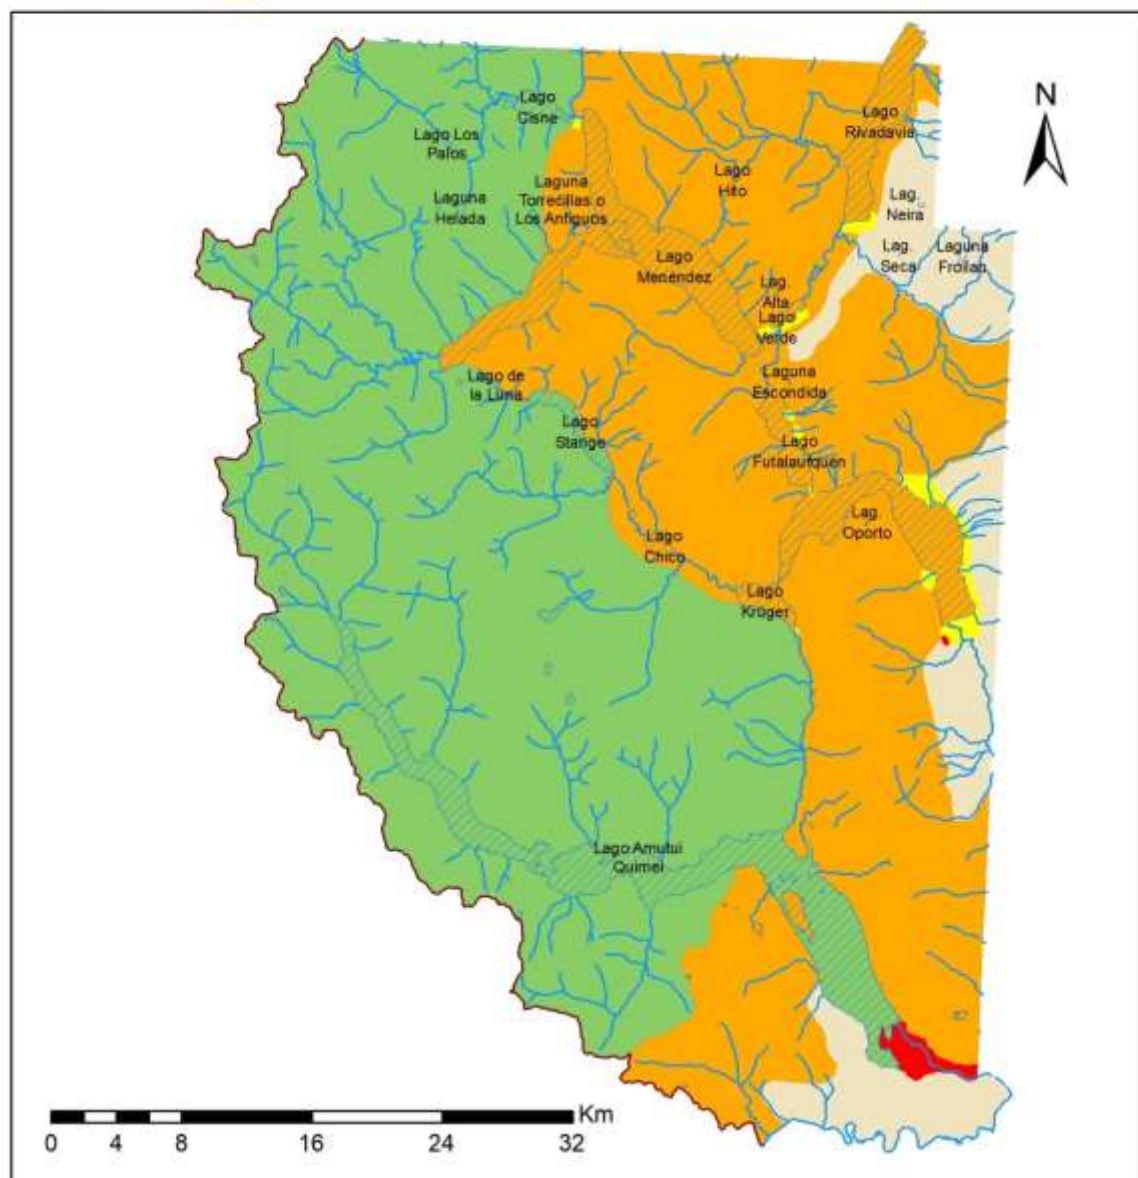 N
Lago
Cisne
Lago
Rivadavia
Lago Los
Palos
Lago
Hito
Laguna
Torrecillas o
Los Antiguos
Laguna
Helada
Lag.
Neira
Lago
Menéndez
Lag.
Seca
Laguna
Froilan
Lag.
Alta
Lago
Verde
Lago de
la Luna
Laguna
Escondida
Lago
Stange
Lago
Futalaufquen
Lag.
Oporto
Lago
Chico
Lago
Krüger
Lago Amutui
Quimei
Km
0 4 8 16 24 32